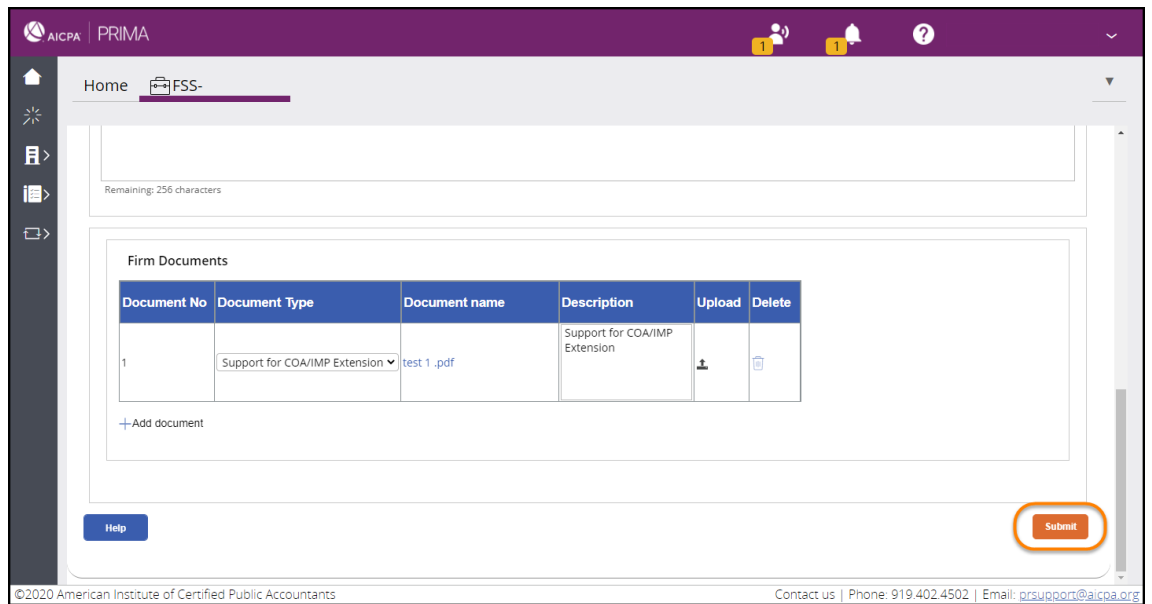 AICPA PRIMA
1 1 ?
Home FSS-
Remaining: 256 characters
Firm Documents
Document No Document Type Document name Description Upload Delete
1 Support for COA/IMP Extension test 1 .pdf Support for COA/IMP
Extension
+Add document
Help Submit
©2020 American Institute of Certified Public Accountants Contact us | Phone: 919.402.4502 | Email: prsupport@aicpa.org